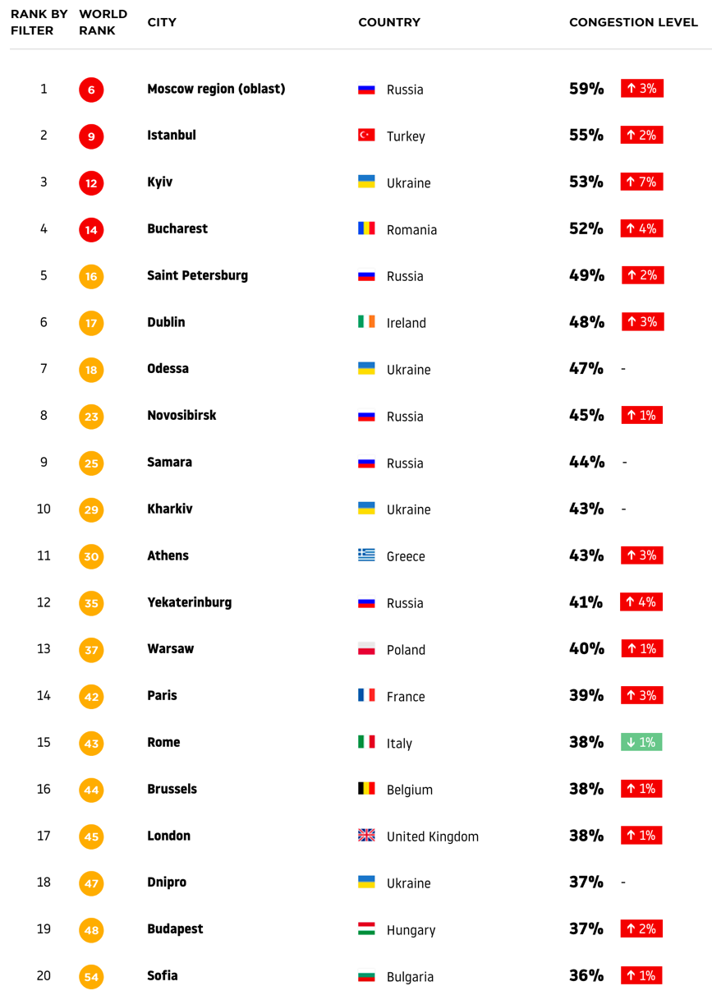 RANK BY FILTER WORLD RANK CITY COUNTRY CONGESTION LEVEL
1 6 Moscow region (oblast) Russia 59% ↑ 3%
2 9 Istanbul Turkey 55% ↑ 2%
3 12 Kyiv Ukraine 53% ↑ 7%
4 14 Bucharest Romania 52% ↑ 4%
5 16 Saint Petersburg Russia 49% ↑ 2%
6 17 Dublin Ireland 48% ↑ 3%
7 18 Odessa Ukraine 47% -
8 23 Novosibirsk Russia 45% ↑ 1%
9 25 Samara Russia 44% -
10 29 Kharkiv Ukraine 43% -
11 30 Athens Greece 43% ↑ 3%
12 35 Yekaterinburg Russia 41% ↑ 4%
13 37 Warsaw Poland 40% ↑ 1%
14 42 Paris France 39% ↑ 3%
15 43 Rome Italy 38% ↓ 1%
16 44 Brussels Belgium 38% ↑ 1%
17 45 London United Kingdom 38% ↑ 1%
18 47 Dnipro Ukraine 37% -
19 48 Budapest Hungary 37% ↑ 2%
20 54 Sofia Bulgaria 36% ↑ 1%